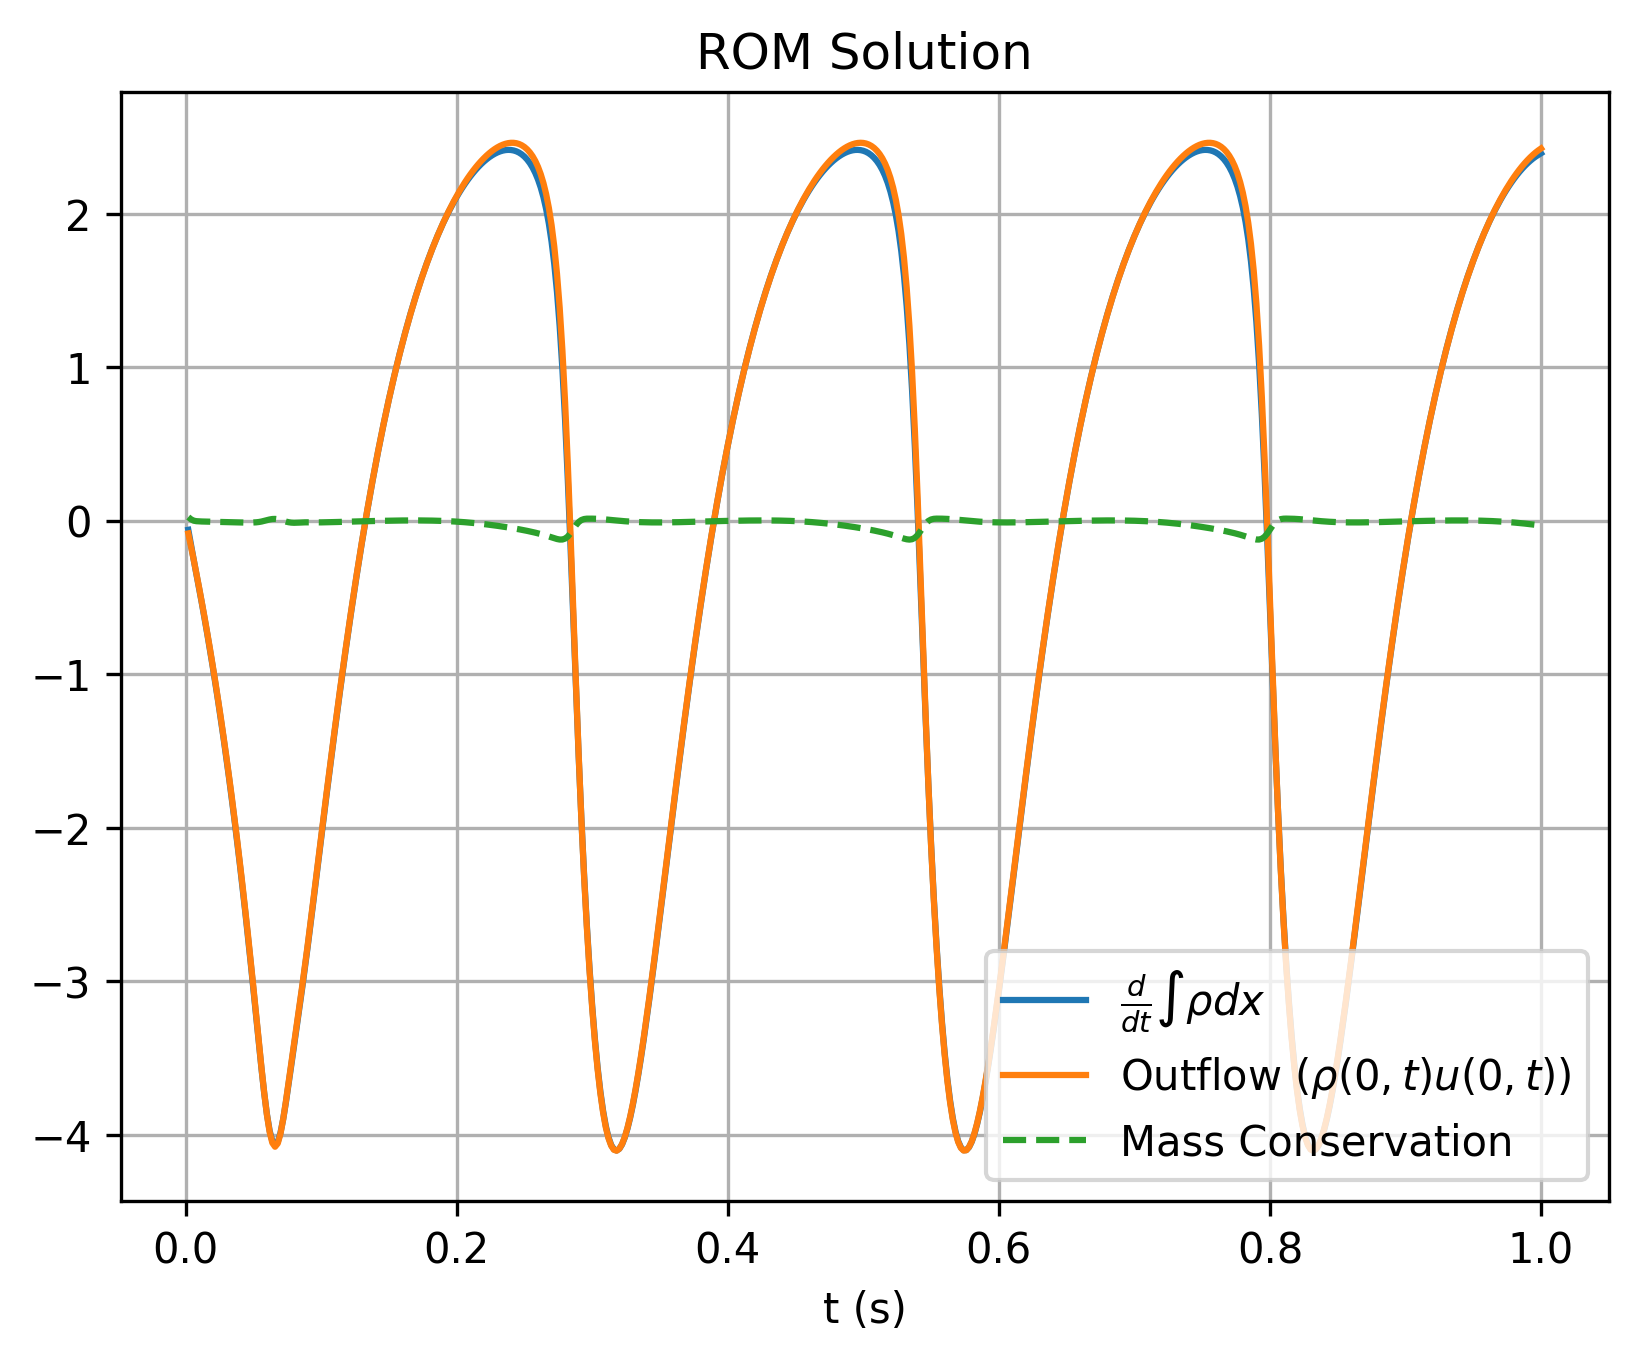 ROM Solution
2
1
0
−1
−2
−3
−4
d/dt ∫ρdx
Outflow (ρ(0, t)u(0, t))
Mass Conservation
0.0 0.2 0.4 0.6 0.8 1.0
t (s)